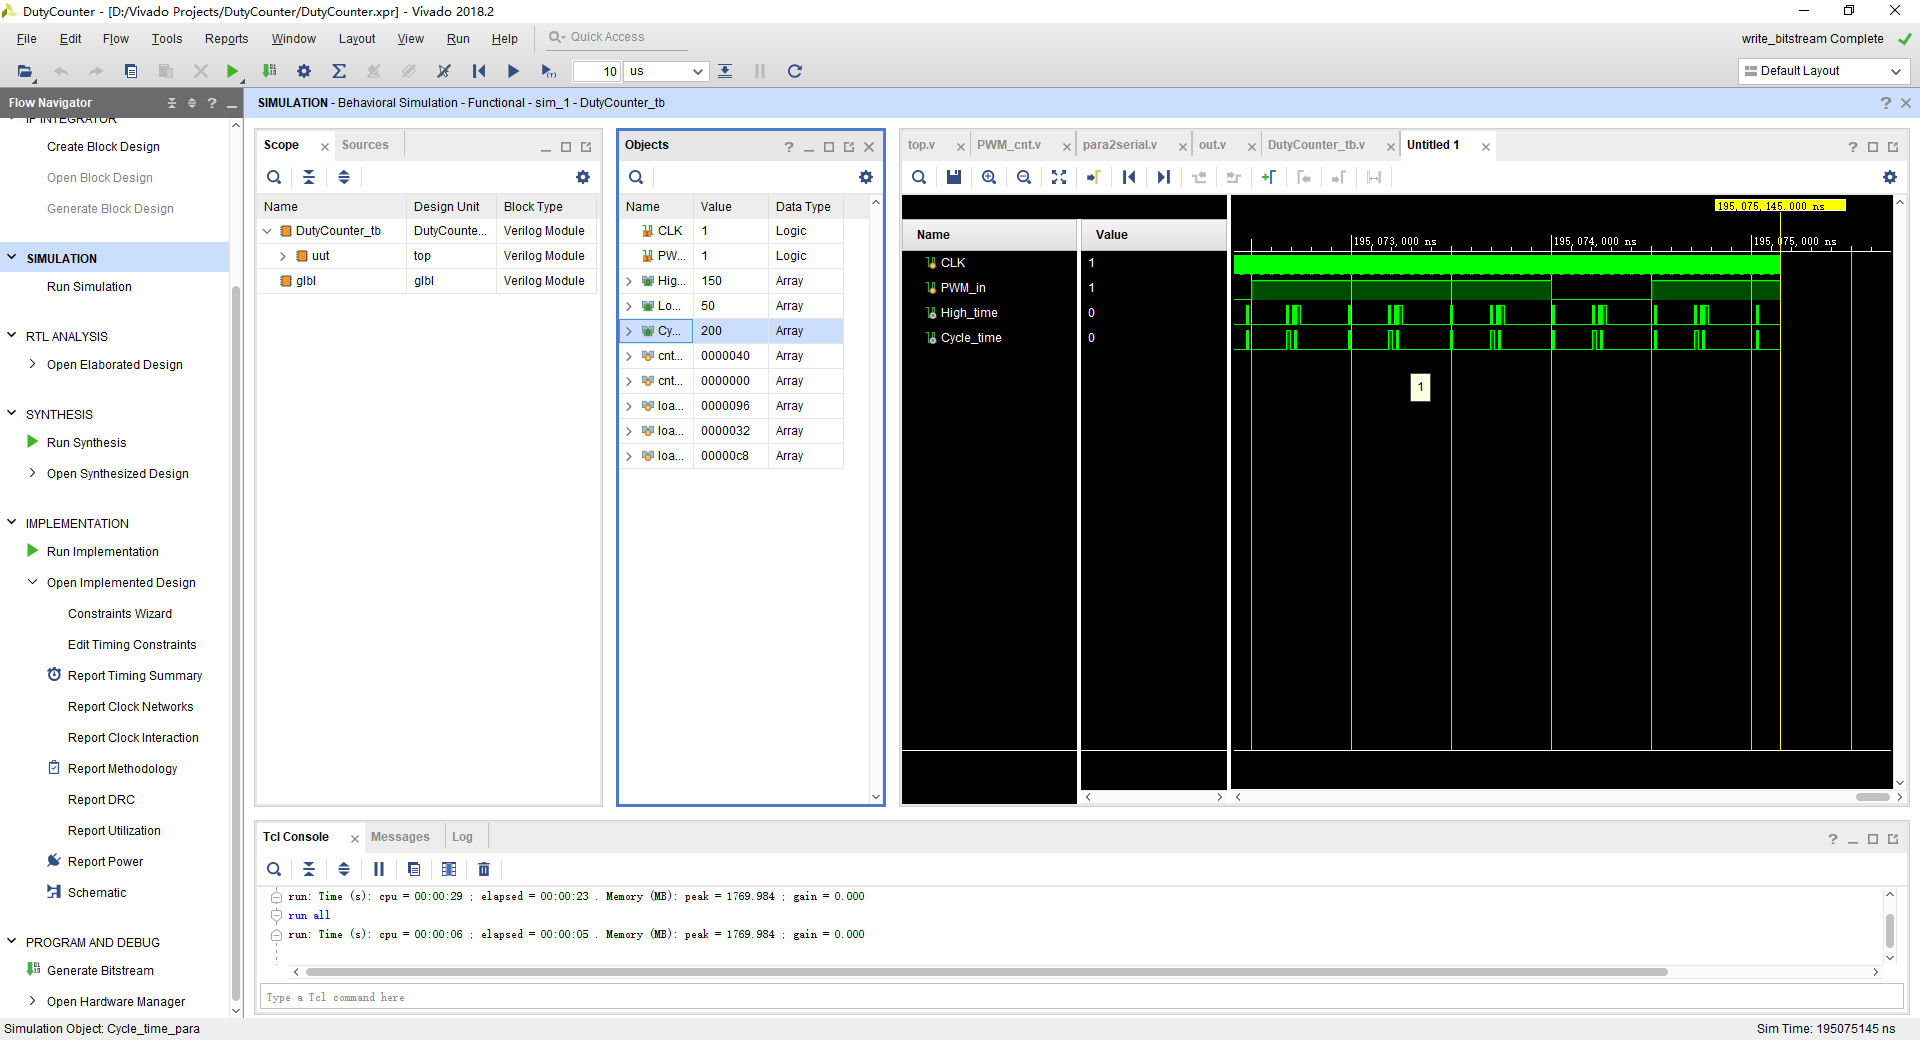 DutyCounter - [D:/Vivado Projects/DutyCounter/DutyCounter.xpr] - Vivado 2018.2
File Edit Flow Tools Reports Window Layout View Run Help Quick Access
write_bitstream Complete
10 us
Default Layout
Flow Navigator
IP INTEGRATOR
Create Block Design
Open Block Design
Generate Block Design
SIMULATION
Run Simulation
RTL ANALYSIS
Open Elaborated Design
SYNTHESIS
Run Synthesis
Open Synthesized Design
IMPLEMENTATION
Run Implementation
Open Implemented Design
Constraints Wizard
Edit Timing Constraints
Report Timing Summary
Report Clock Networks
Report Clock Interaction
Report Methodology
Report DRC
Report Utilization
Report Power
Schematic
PROGRAM AND DEBUG
Generate Bitstream
Open Hardware Manager
SIMULATION - Behavioral Simulation - Functional - sim_1 - DutyCounter_tb
Scope Sources
Name Design Unit Block Type
DutyCounter_tb DutyCounte... Verilog Module
uut top Verilog Module
glbl glbl Verilog Module
Objects
Name Value Data Type
CLK 1 Logic
PW... 1 Logic
Hig... 150 Array
Lo... 50 Array
Cy... 200 Array
cnt... 0000040 Array
cnt... 0000000 Array
loa... 0000096 Array
loa... 0000032 Array
loa... 00000c8 Array
top.v PWM_cnt.v para2serial.v out.v DutyCounter_tb.v Untitled 1
195,075,145.000 ns
Name Value
195,073,000 ns 195,074,000 ns 195,075,000 ns
CLK 1
PWM_in 1
High_time 0
Cycle_time 0
1
Tcl Console Messages Log
run: Time (s): cpu = 00:00:29 ; elapsed = 00:00:23 . Memory (MB): peak = 1769.984 ; gain = 0.000
run all
run: Time (s): cpu = 00:00:06 ; elapsed = 00:00:05 . Memory (MB): peak = 1769.984 ; gain = 0.000
Type a Tcl command here
Simulation Object: Cycle_time_para
Sim Time: 195075145 ns